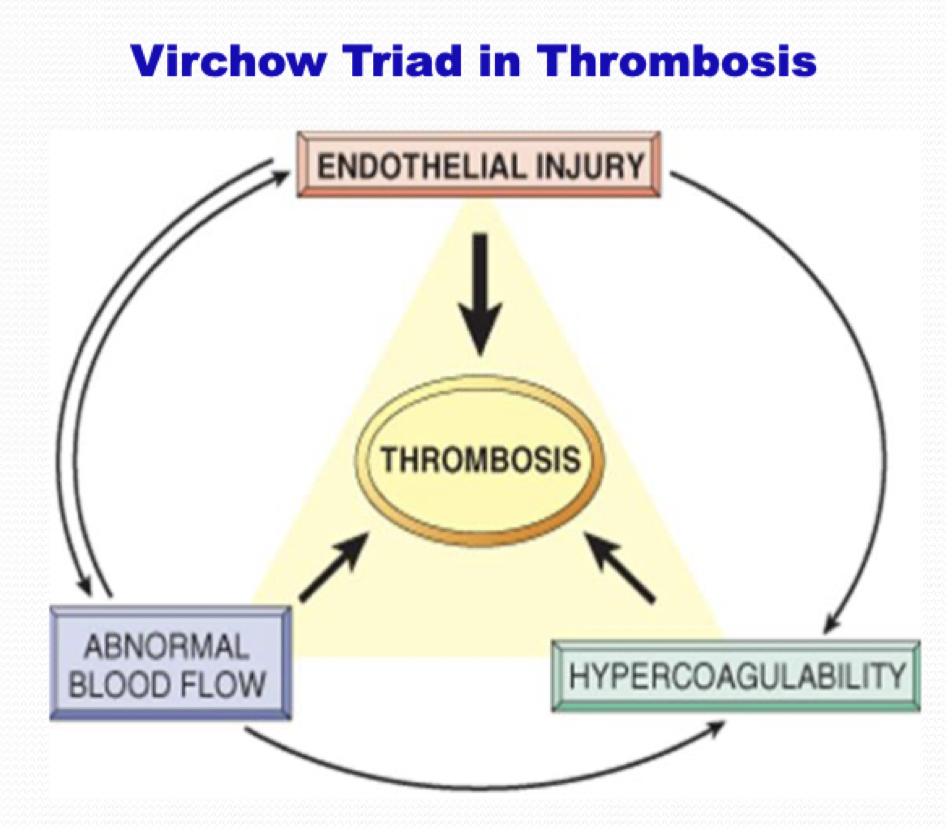 Virchow Triad in Thrombosis
ENDOTHELIAL INJURY
THROMBOSIS
ABNORMAL
BLOOD FLOW
HYPERCOAGULABILITY